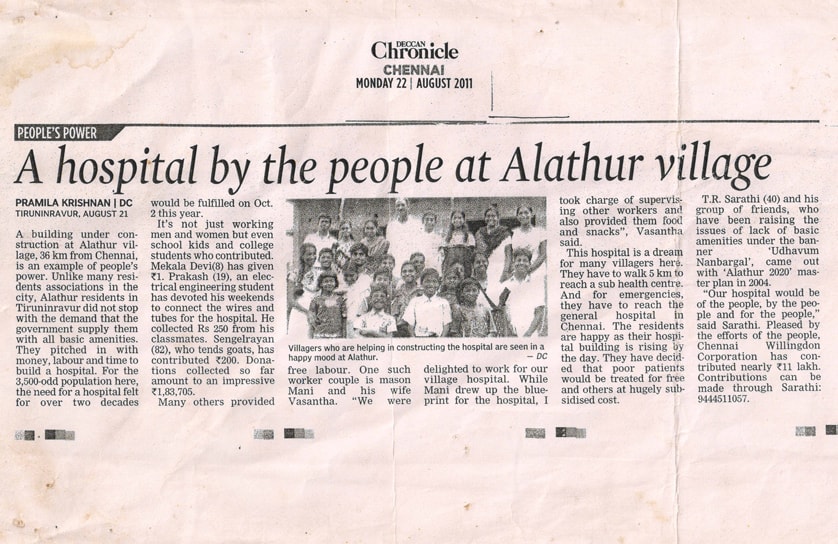 DECCAN
Chronicle
CHENNAI
MONDAY 22 | AUGUST 2011
PEOPLE'S POWER
A hospital by the people at Alathur village
PRAMILA KRISHNAN | DC
TIRUNINRAVUR, AUGUST 21
A building under con-
struction at Alathur vil-
lage, 36 km from Chennai,
is an example of people's
power. Unlike many resi-
dents associations in the
city, Alathur residents in
Tiruninravur did not stop
with the demand that the
government supply them
with all basic amenities.
They pitched in with
money, labour and time to
build a hospital. For the
3,500-odd population here,
the need for a hospital felt
for over two decades
would be fulfilled on Oct.
2 this year.
It's not just working
men and women but even
school kids and college
students who contributed.
Mekala Devi(8) has given
₹1. Prakash (19), an elec-
trical engineering student
has devoted his weekends
to connect the wires and
tubes for the hospital. He
collected Rs 250 from his
classmates. Sengelrayan
(82), who tends goats, has
contributed ₹200. Dona-
tions collected so far
amount to an impressive
₹1,83,705.
Many others provided
Villagers who are helping in constructing the hospital are seen in a
happy mood at Alathur.
— DC
free labour. One such
worker couple is mason
Mani and his wife
Vasantha. "We were
delighted to work for our
village hospital. While
Mani drew up the blue-
print for the hospital, I
took charge of supervis-
ing other workers and
also provided them food
and snacks", Vasantha
said.
This hospital is a dream
for many villagers here.
They have to walk 5 km to
reach a sub health centre.
And for emergencies,
they have to reach the
general hospital in
Chennai. The residents
are happy as their hospi-
tal building is rising by
the day. They have decid-
ed that poor patients
would be treated for free
and others at hugely sub-
sidised cost.
T.R. Sarathi (40) and his
group of friends, who
have been raising the
issues of lack of basic
amenities under the ban-
ner 'Udhavum
Nanbargal', came out
with 'Alathur 2020' mas-
ter plan in 2004.
"Our hospital would be
of the people, by the peo-
ple and for the people,"
said Sarathi. Pleased by
the efforts of the people,
Chennai Willingdon
Corporation has con-
tributed nearly ₹11 lakh.
Contributions can be
made through Sarathi:
9444511057.